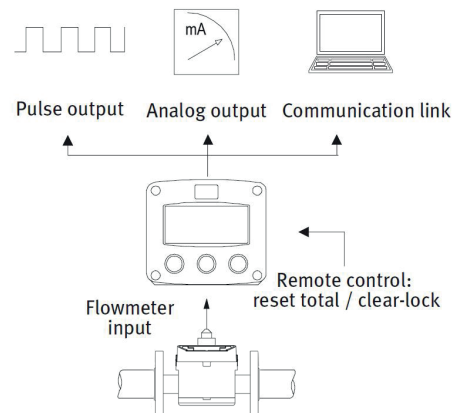 mA
Pulse output
Analog output
Communication link
Remote control:
reset total / clear-lock
Flowmeter
input